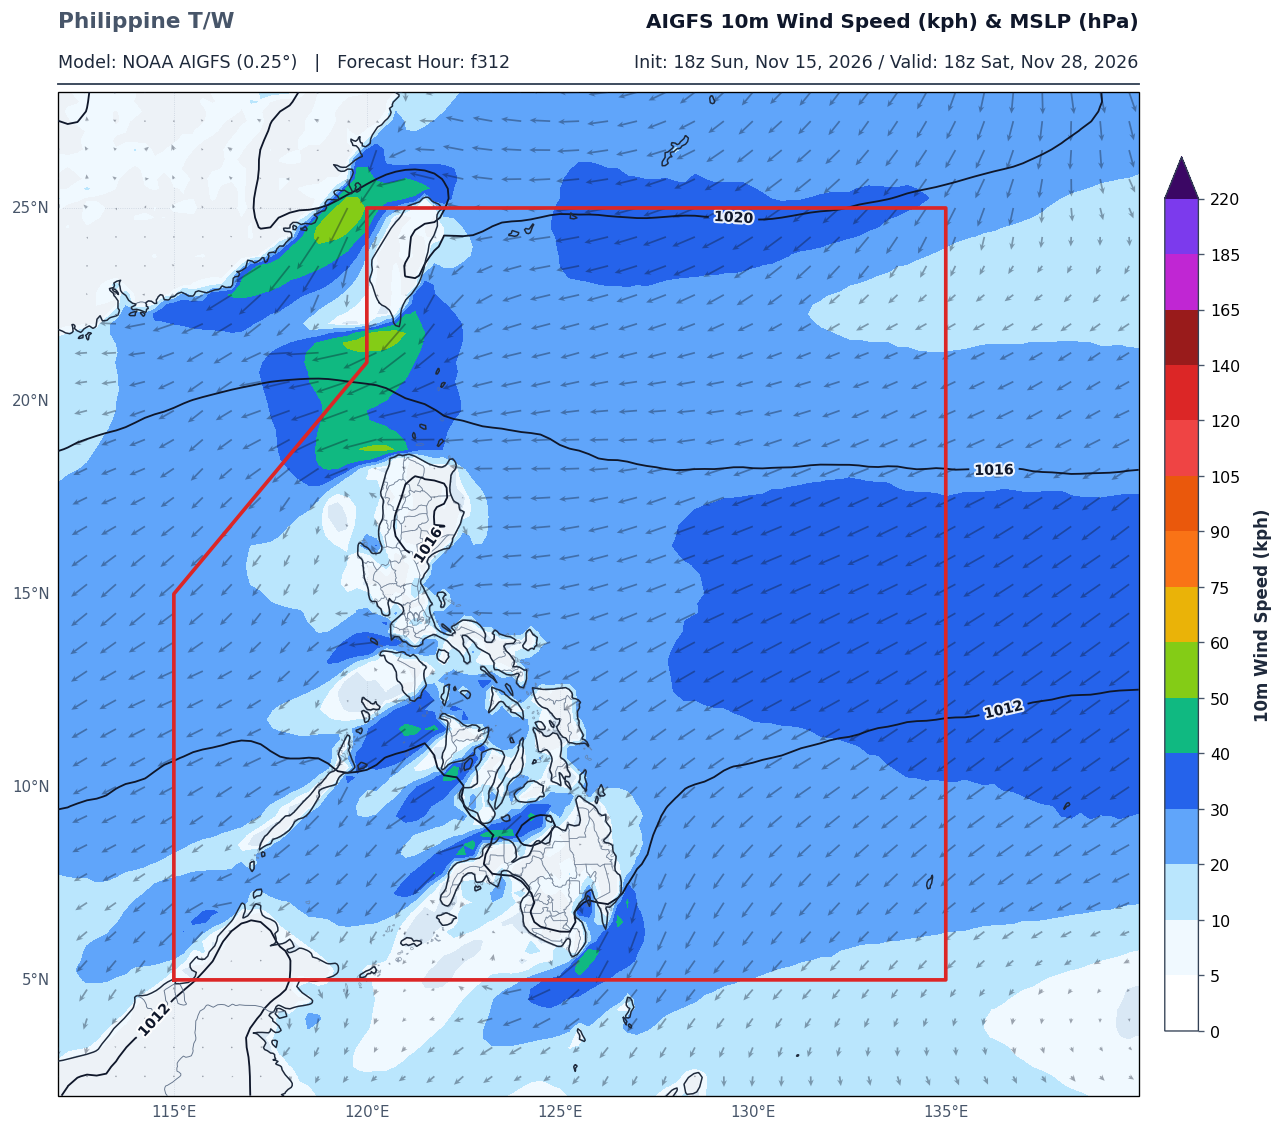 Philippine T/W
AIGFS 10m Wind Speed (kph) & MSLP (hPa)
Model: NOAA AIGFS (0.25°) | Forecast Hour: f312
Init: 18z Sun, Nov 15, 2026 / Valid: 18z Sat, Nov 28, 2026
25°N
20°N
15°N
10°N
5°N
115°E
120°E
125°E
130°E
135°E
1020
1016
1016
1012
1012
220
185
165
140
120
105
90
75
60
50
40
30
20
10
5
0
10m Wind Speed (kph)